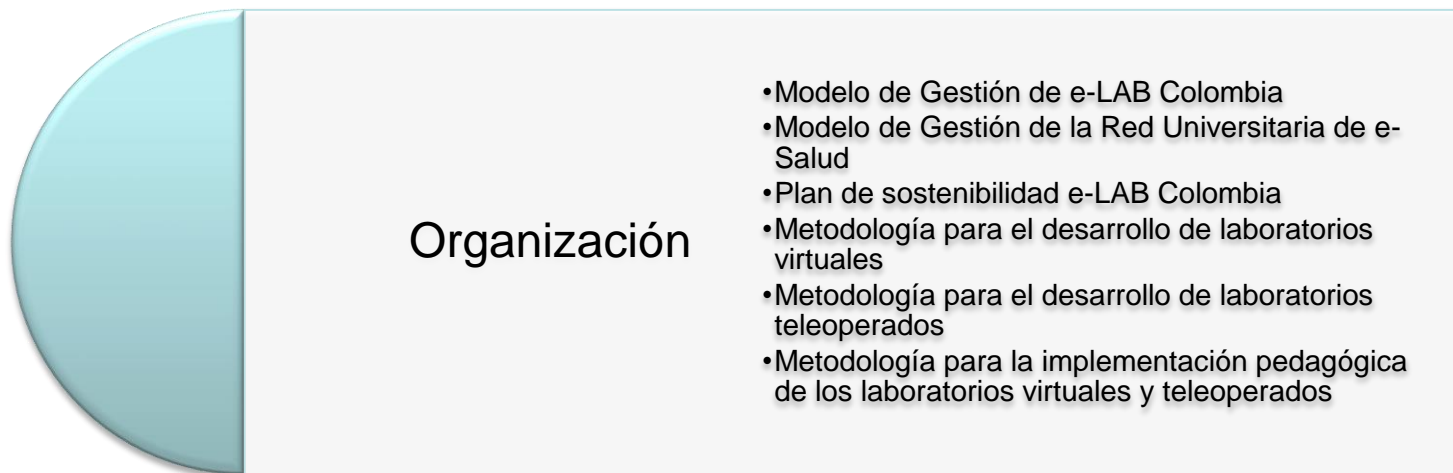 Organización
•Modelo de Gestión de e-LAB Colombia
•Modelo de Gestión de la Red Universitaria de e-
Salud
•Plan de sostenibilidad e-LAB Colombia
•Metodología para el desarrollo de laboratorios
virtuales
•Metodología para el desarrollo de laboratorios
teleoperados
•Metodología para la implementación pedagógica
de los laboratorios virtuales y teleoperados